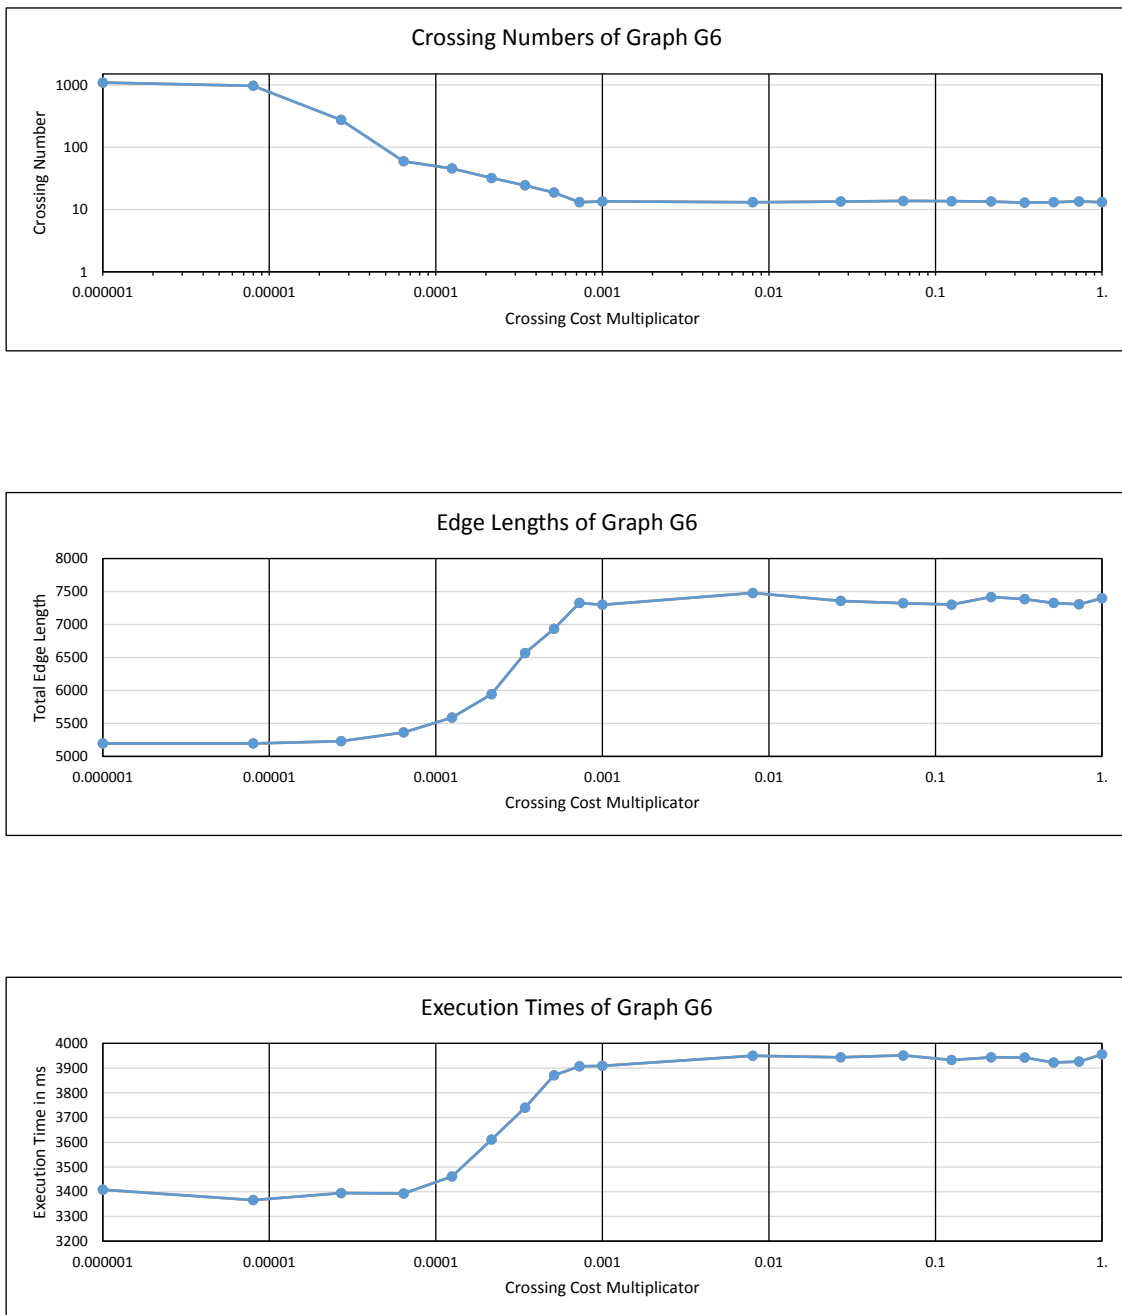 Crossing Numbers of Graph G6
1000
100
10
1
Crossing Number
0.000001 0.00001 0.0001 0.001 0.01 0.1 1.
Crossing Cost Multiplicator
Edge Lengths of Graph G6
8000
7500
7000
6500
6000
5500
5000
Total Edge Length
0.000001 0.00001 0.0001 0.001 0.01 0.1 1.
Crossing Cost Multiplicator
Execution Times of Graph G6
4000
3900
3800
3700
3600
3500
3400
3300
3200
Execution Time in ms
0.000001 0.00001 0.0001 0.001 0.01 0.1 1.
Crossing Cost Multiplicator